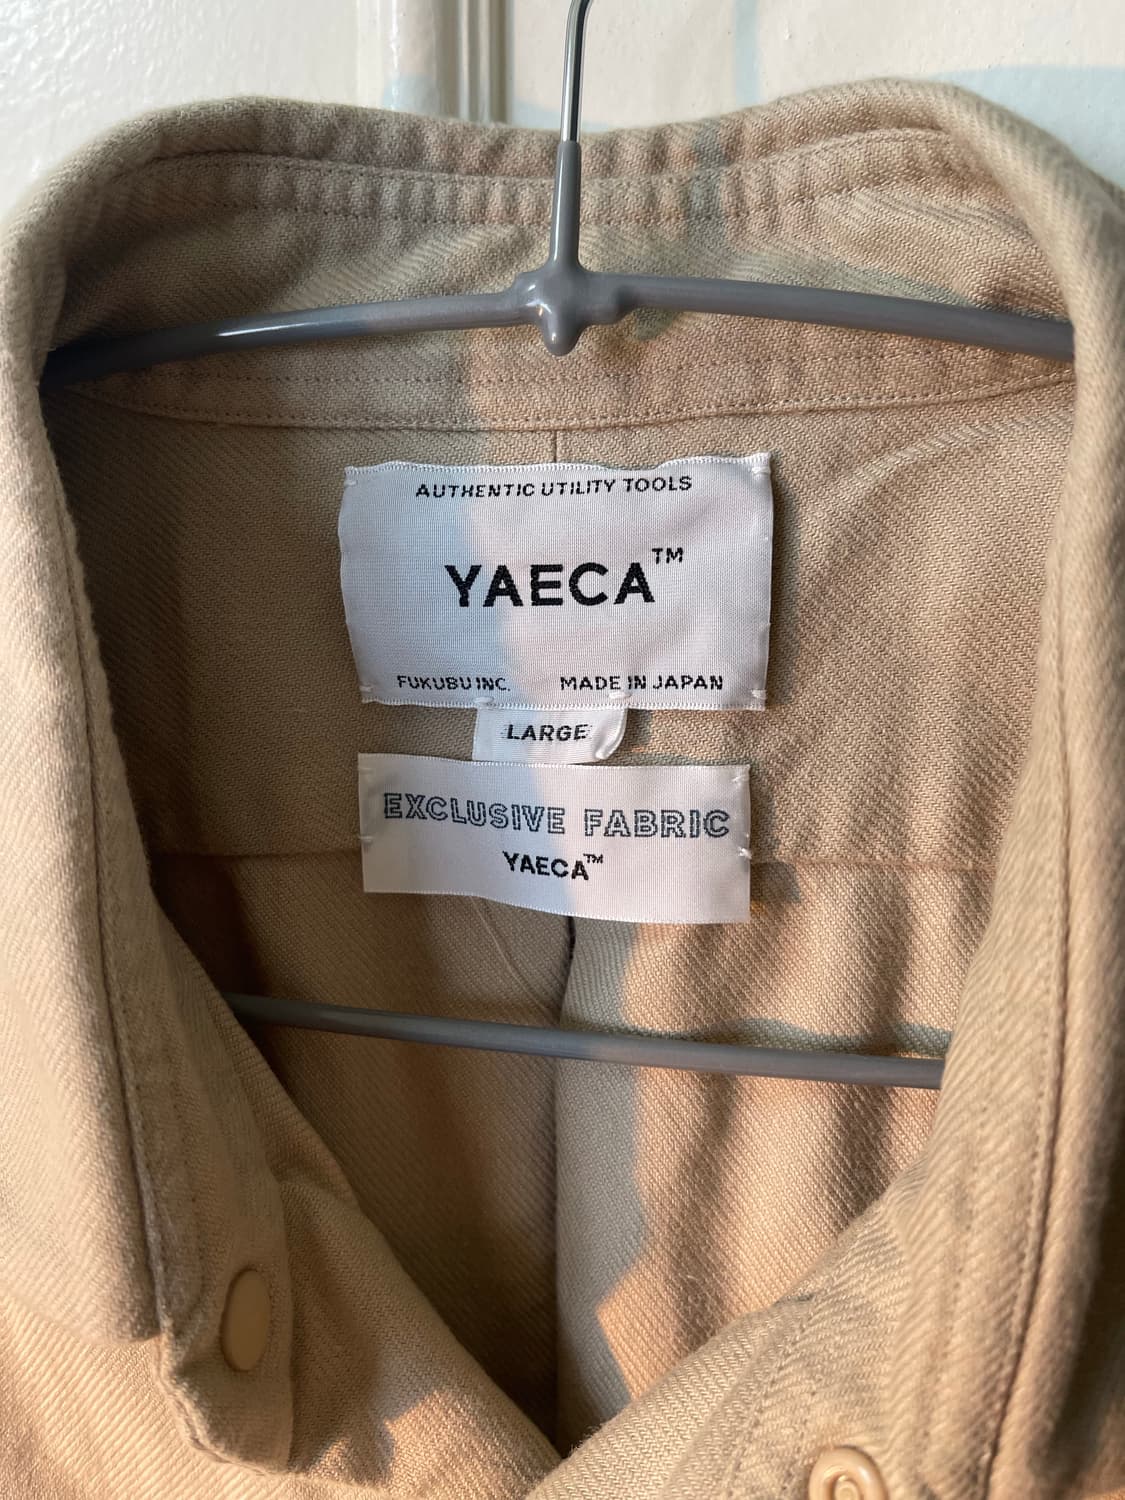 AUTHENTIC UTILITY TOOLS
YAECA™
FUKUBU INC. MADE IN JAPAN
LARGE
EXCLUSIVE FABRIC
YAECA™